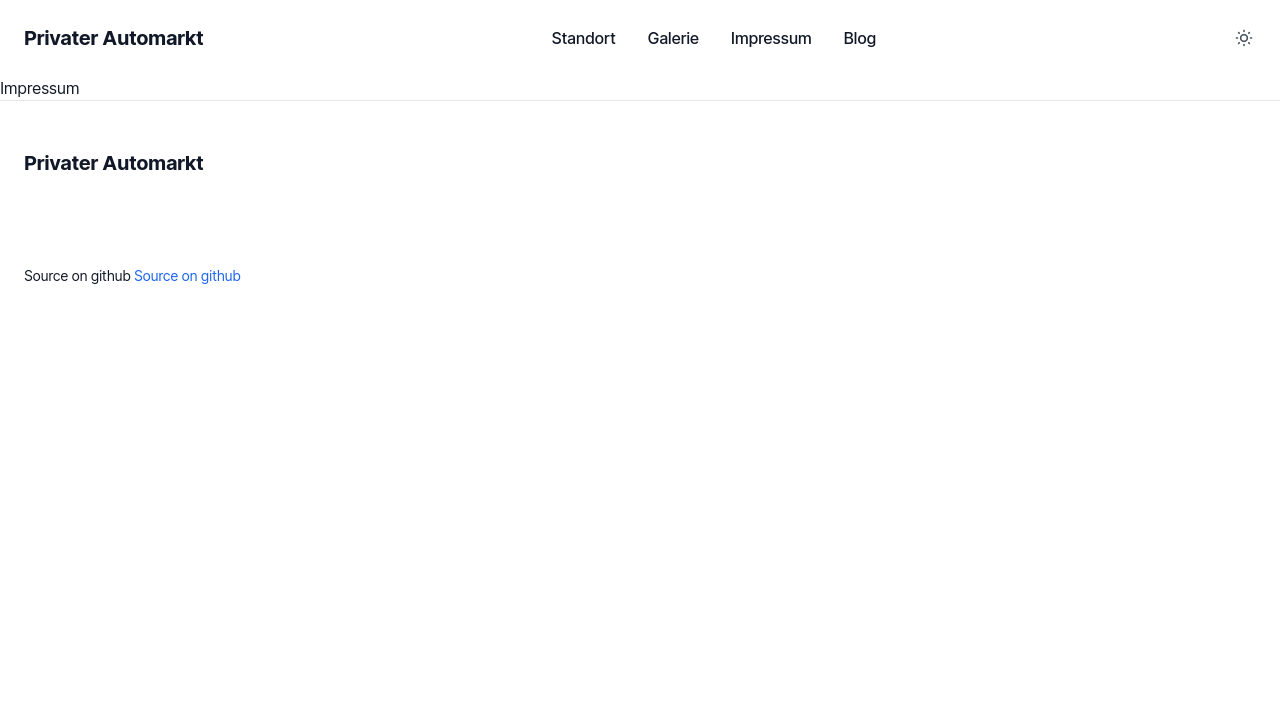 Privater Automarkt
Standort Galerie Impressum Blog
Impressum
Privater Automarkt
Source on github Source on github